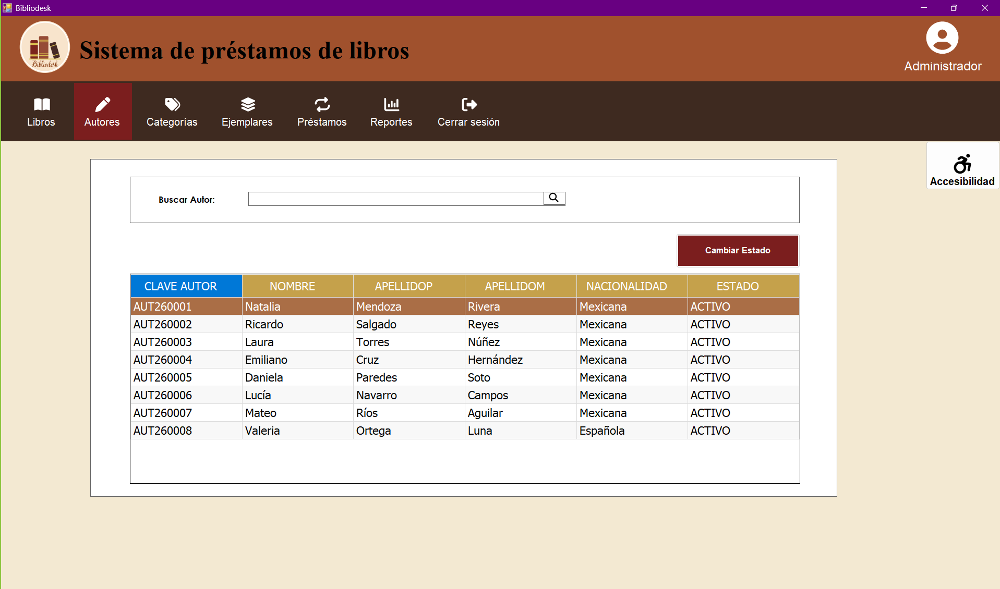 Bibliodesk
Bibliodesk
Sistema de préstamos de libros
Administrador
Libros
Autores
Categorías
Ejemplares
Préstamos
Reportes
Cerrar sesión
Accesibilidad
Buscar Autor:
Cambiar Estado
CLAVE AUTOR NOMBRE APELLIDOP APELLIDOM NACIONALIDAD ESTADO
AUT260001 Natalia Mendoza Rivera Mexicana ACTIVO
AUT260002 Ricardo Salgado Reyes Mexicana ACTIVO
AUT260003 Laura Torres Núñez Mexicana ACTIVO
AUT260004 Emiliano Cruz Hernández Mexicana ACTIVO
AUT260005 Daniela Paredes Soto Mexicana ACTIVO
AUT260006 Lucía Navarro Campos Mexicana ACTIVO
AUT260007 Mateo Ríos Aguilar Mexicana ACTIVO
AUT260008 Valeria Ortega Luna Española ACTIVO